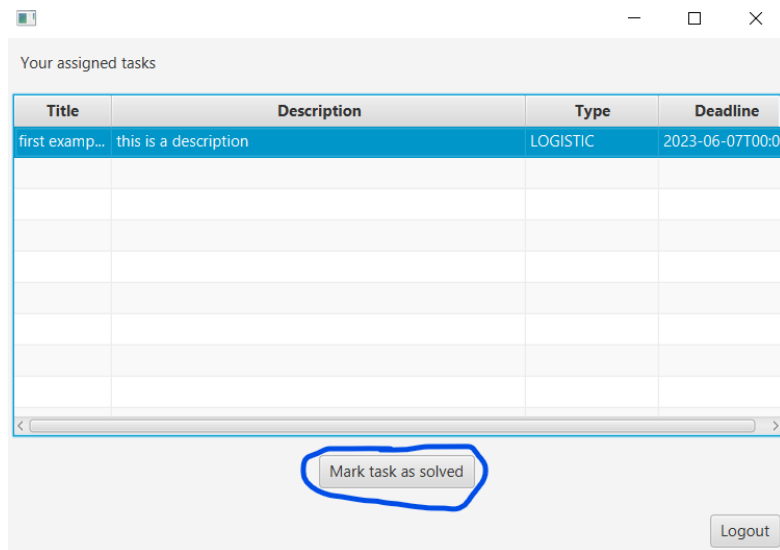 Your assigned tasks
Title Description Type Deadline
first examp... this is a description LOGISTIC 2023-06-07T00:0
Mark task as solved
Logout